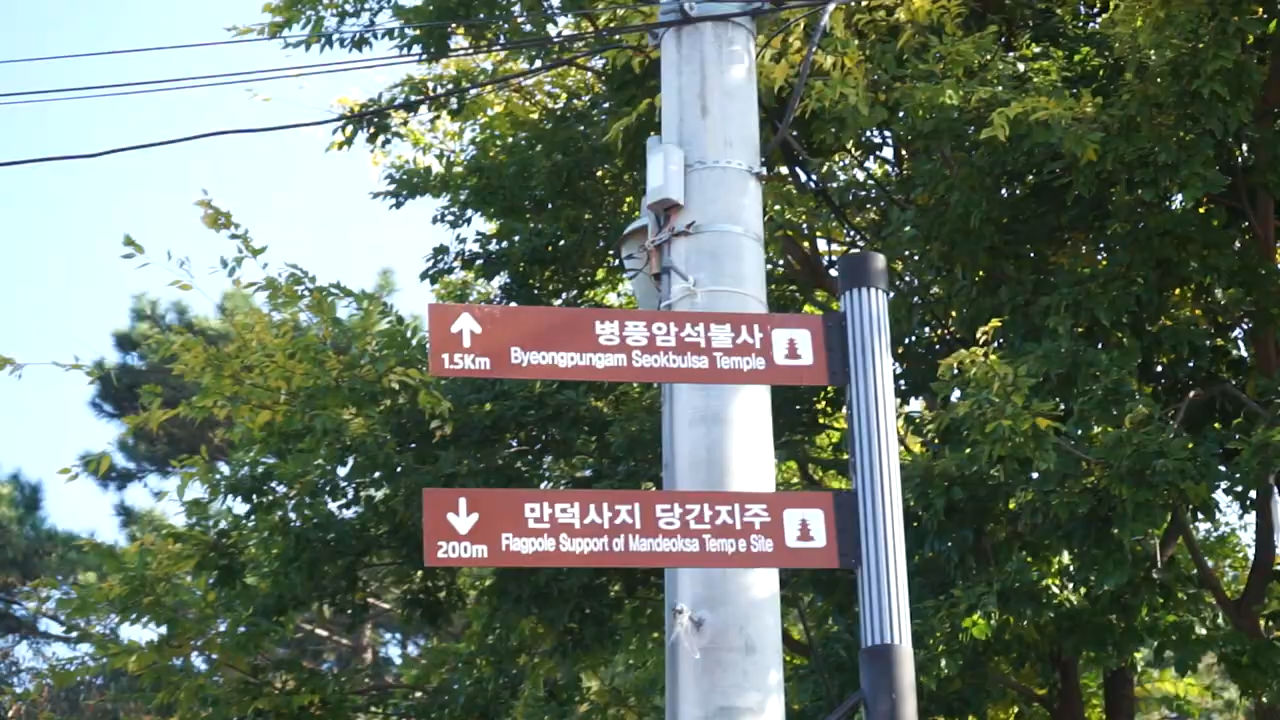 병풍암석불사
1.5Km Byeongpungam Seokbulsa Temple
만덕사지 당간지주
200m Flagpole Support of Mandeoksa Temp e Site